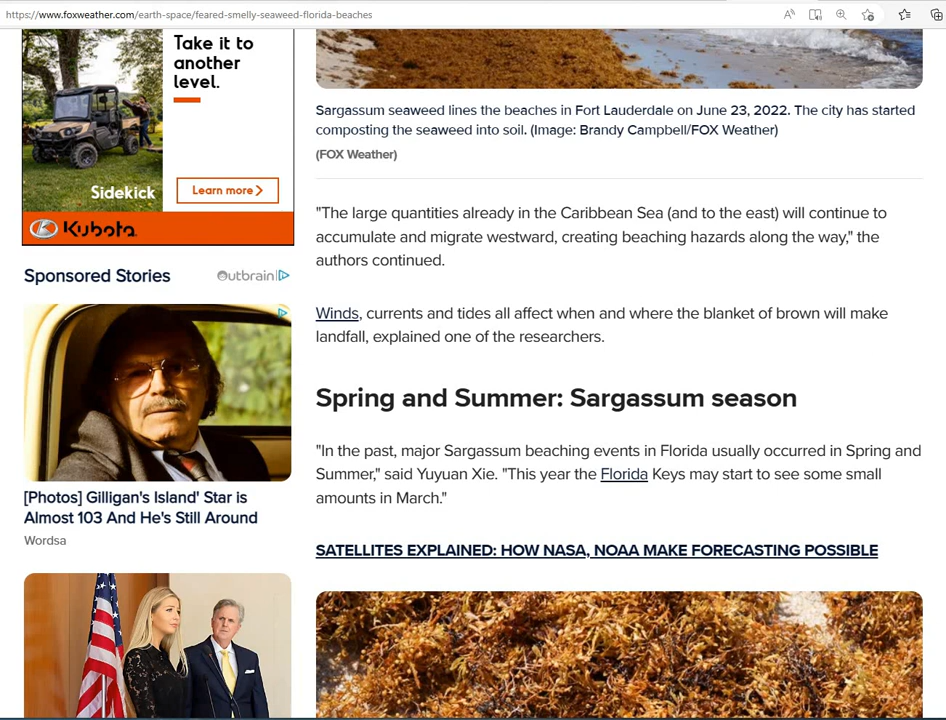 https://www.foxweather.com/earth-space/feared-smelly-seaweed-florida-beaches
Take it to
another
level.
Sidekick
Learn more >
Kubota
Sponsored Stories
Outbrain
[Photos] Gilligan's Island' Star is
Almost 103 And He's Still Around
Wordsa
Sargassum seaweed lines the beaches in Fort Lauderdale on June 23, 2022. The city has started
composting the seaweed into soil. (Image: Brandy Campbell/FOX Weather)
(FOX Weather)
"The large quantities already in the Caribbean Sea (and to the east) will continue to
accumulate and migrate westward, creating beaching hazards along the way," the
authors continued.
Winds, currents and tides all affect when and where the blanket of brown will make
landfall, explained one of the researchers.
Spring and Summer: Sargassum season
"In the past, major Sargassum beaching events in Florida usually occurred in Spring and
Summer," said Yuyuan Xie. "This year the Florida Keys may start to see some small
amounts in March."
SATELLITES EXPLAINED: HOW NASA, NOAA MAKE FORECASTING POSSIBLE